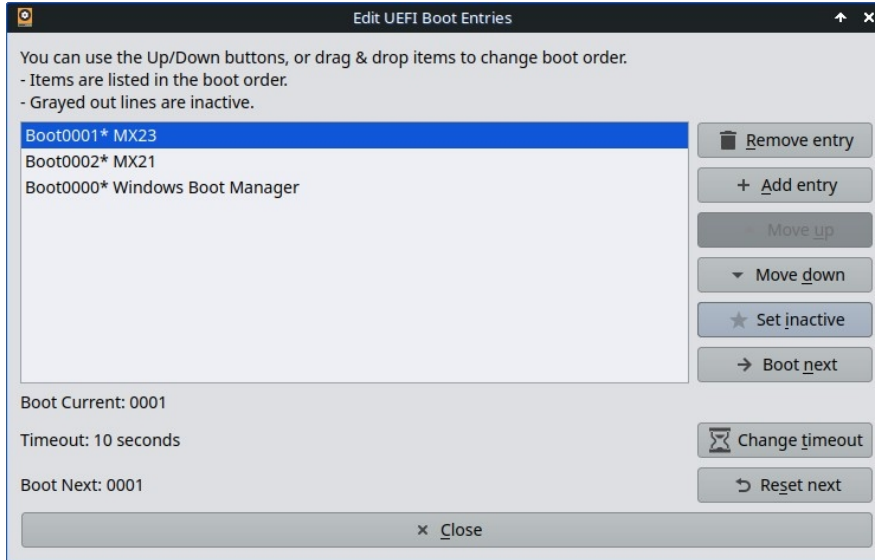 Edit UEFI Boot Entries
You can use the Up/Down buttons, or drag & drop items to change boot order.
- Items are listed in the boot order.
- Grayed out lines are inactive.
Boot0001* MX23
Boot0002* MX21
Boot0000* Windows Boot Manager
Remove entry
Add entry
Move up
Move down
Set inactive
Boot next
Boot Current: 0001
Timeout: 10 seconds
Change timeout
Boot Next: 0001
Reset next
Close